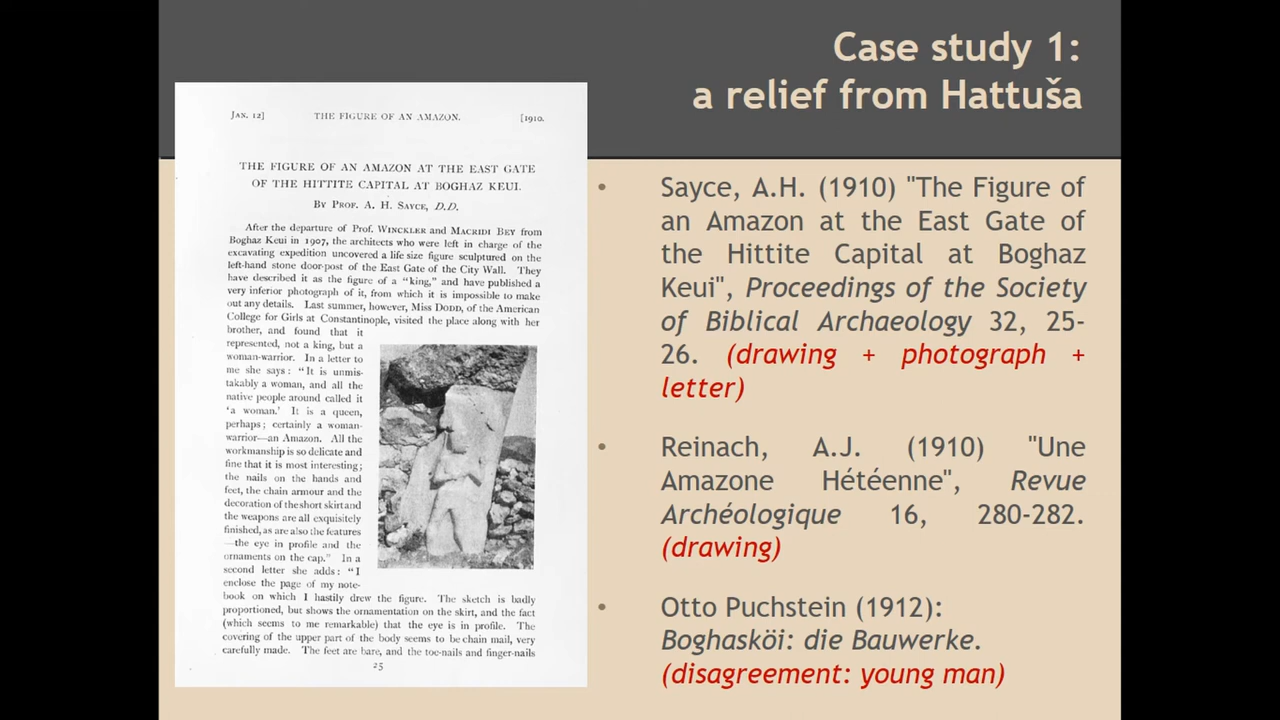 Case study 1:
a relief from Hattuša
JAN. 12]
THE FIGURE OF AN AMAZON.
[1910.
THE FIGURE OF AN AMAZON AT THE EAST GATE
OF THE HITTITE CAPITAL AT BOGHAZ KEUI.
BY PROF. A. H. SAYCE, D.D.
After the departure of Prof. WINCKLER and MACRIDI BEY from
Boghaz Keui in 1907, the architects who were left in charge of the
excavating expedition uncovered a life size figure sculptured on the
left-hand stone door-post of the East Gate of the City Wall. They
have described it as the figure of a "king," and have published a
very inferior photograph of it, from which it is impossible to make
out any details. Last summer, however, Miss DODD, of the American
College for Girls at Constantinople, visited the place along with her
brother, and found that it
represented, not a king, but a
woman-warrior. In a letter to
me she says: "It is unmis-
takably a woman, and all the
native people around called it
'a woman.' It is a queen,
perhaps; certainly a woman-
warrior—an Amazon. All the
workmanship is so delicate and
fine that it is most interesting;
the nails on the hands and
feet, the chain armour and the
decoration of the short skirt and
the weapons are all exquisitely
finished, as are also the features
—the eye in profile and the
ornaments on the cap." In a
second letter she adds: "I
enclose the page of my note-
book on which I hastily drew the figure. The sketch is badly
proportioned, but shows the ornamentation on the skirt, and the fact
(which seems to me remarkable) that the eye is in profile. The
covering of the upper part of the body seems to be chain mail, very
carefully made. The feet are bare, and the toe-nails and finger-nails
25
• Sayce, A.H. (1910) "The Figure of
an Amazon at the East Gate of
the Hittite Capital at Boghaz
Keui", Proceedings of the Society
of Biblical Archaeology 32, 25-
26. (drawing + photograph +
letter)
• Reinach, A.J. (1910) "Une
Amazone Hétéenne", Revue
Archéologique 16, 280-282.
(drawing)
• Otto Puchstein (1912):
Boghasköi: die Bauwerke.
(disagreement: young man)